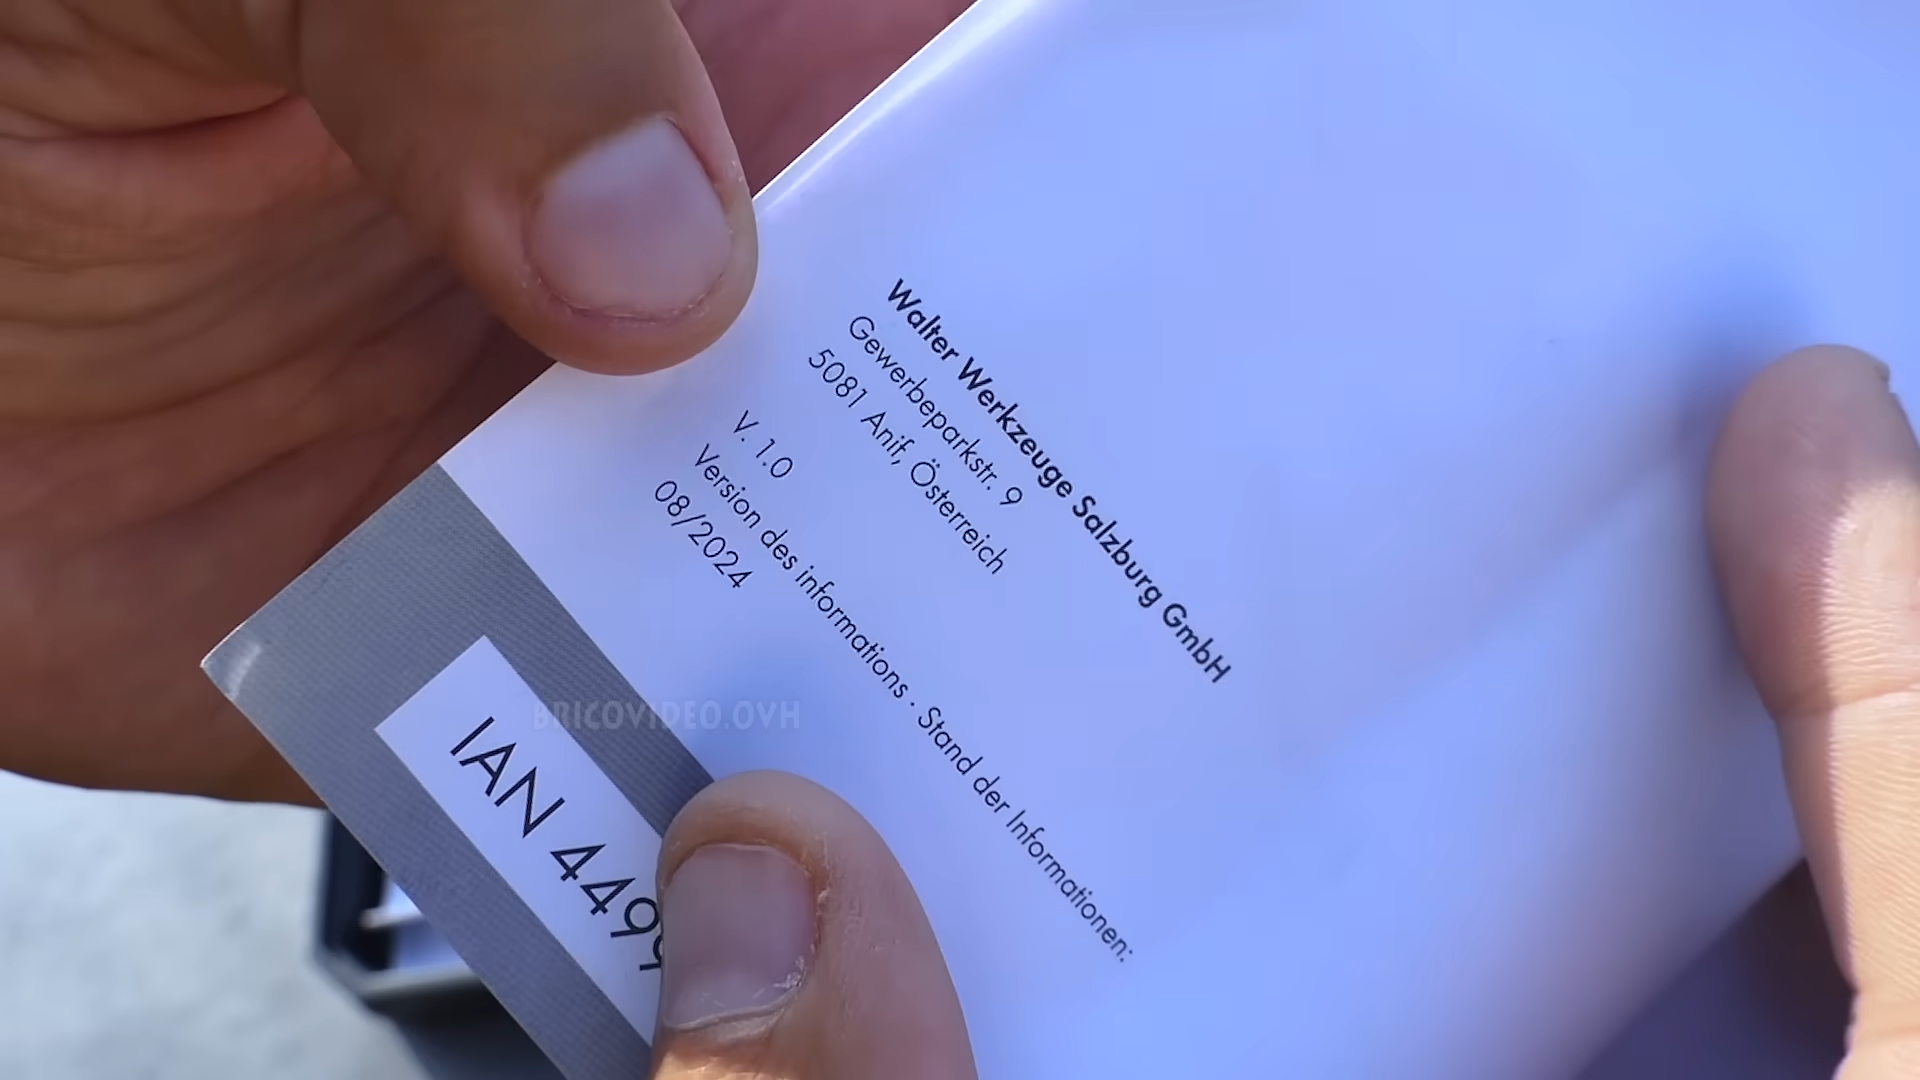 Walter Werkzeuge Salzburg GmbH
Gewerbeparkstr. 9
5081 Anif, Österreich
V. 1.0
Version des informations · Stand der Informationen:
08/2024
IAN 449
BRICOVIDEO.OVH